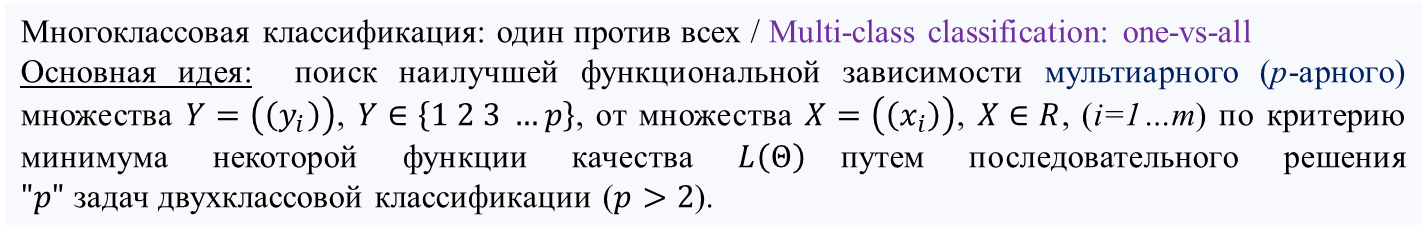 Многоклассовая классификация: один против всех / Multi-class classification: one-vs-all
Основная идея: поиск наилучшей функциональной зависимости мультиарного (p-арного)
множества Y = ((yᵢ)), Y ∈ {1 2 3 …p}, от множества X = ((xᵢ)), X ∈ R, (i=1…m) по критерию
минимума некоторой функции качества L(Θ) путем последовательного решения
"p" задач двухклассовой классификации (p > 2).